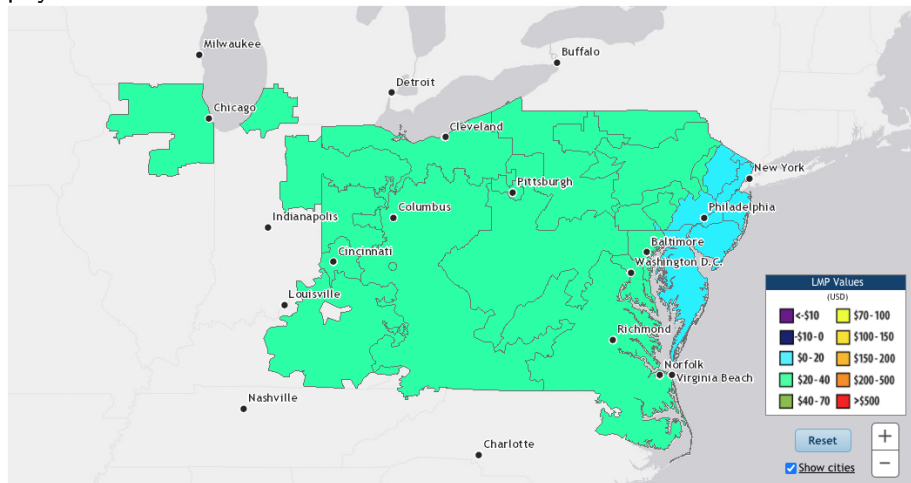 Milwaukee
Buffalo
Detroit
Chicago
Cleveland
New York
Pittsburgh
Columbus
Philadelphia
Indianapolis
Baltimore
Cincinnati
Washington D.C.
Louisville
Richmond
Norfolk
Virginia Beach
Nashville
Charlotte
LMP Values
(USD)
<-$10 $70-100
-$10-0 $100-150
$0-20 $150-200
$20-40 $200-500
$40-70 >$500
Reset
+
Show cities
−